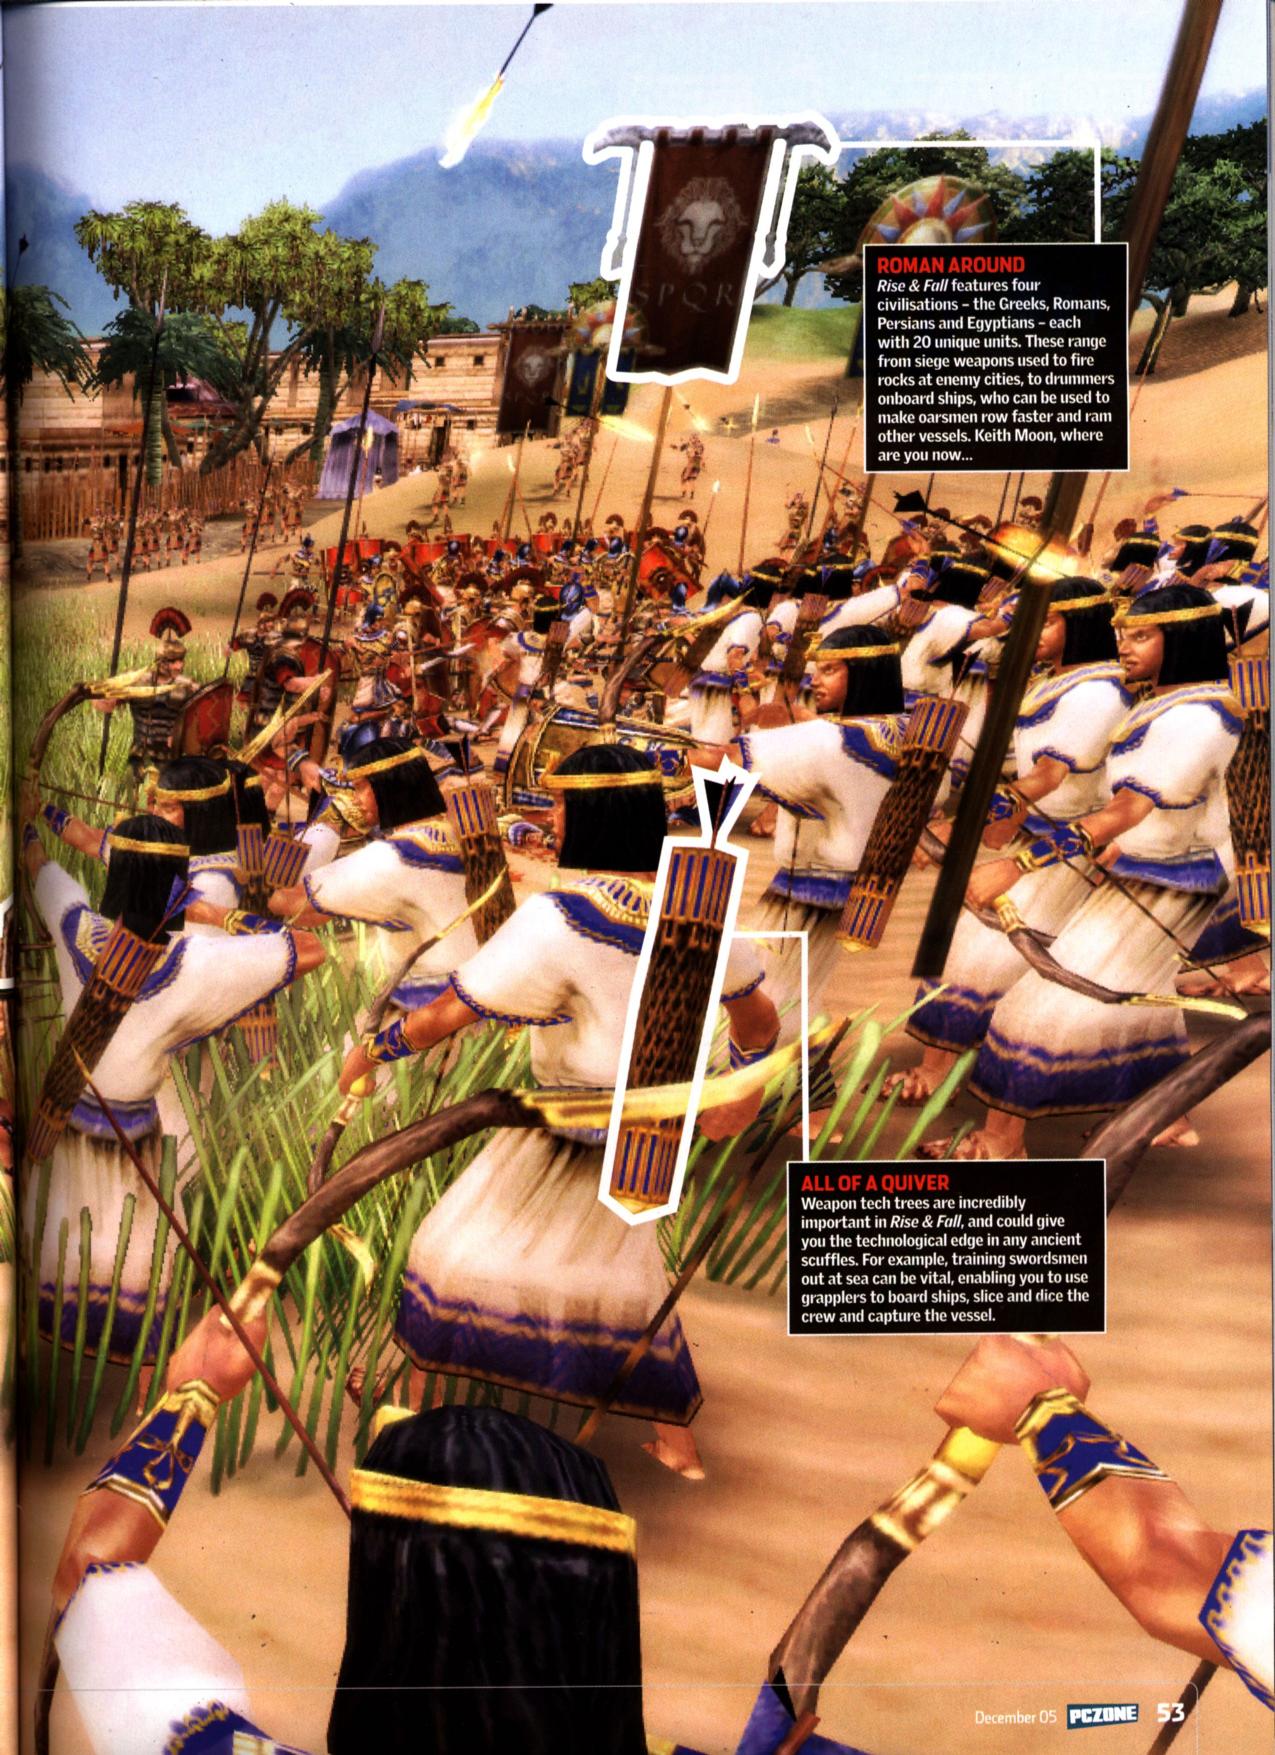 SPQR
ROMAN AROUND
Rise & Fall features four
civilisations – the Greeks, Romans,
Persians and Egyptians – each
with 20 unique units. These range
from siege weapons used to fire
rocks at enemy cities, to drummers
onboard ships, who can be used to
make oarsmen row faster and ram
other vessels. Keith Moon, where
are you now...
ALL OF A QUIVER
Weapon tech trees are incredibly
important in Rise & Fall, and could give
you the technological edge in any ancient
scuffles. For example, training swordsmen
out at sea can be vital, enabling you to use
grapplers to board ships, slice and dice the
crew and capture the vessel.
December 05 PCZONE 53